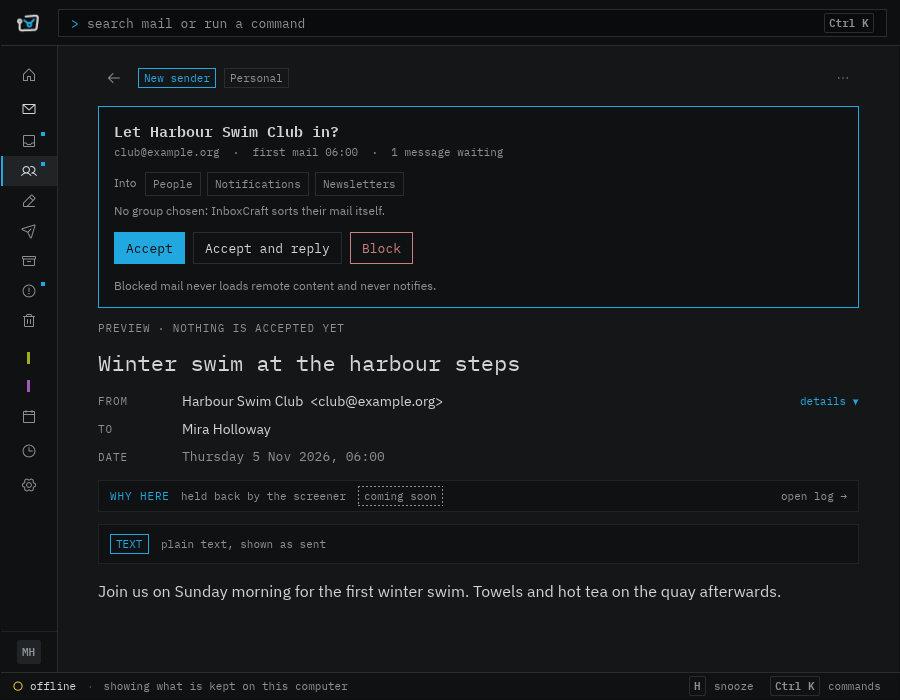 > search mail or run a command Ctrl K
← New sender Personal ...
Let Harbour Swim Club in?
club@example.org · first mail 06:00 · 1 message waiting
Into People Notifications Newsletters
No group chosen: InboxCraft sorts their mail itself.
Accept Accept and reply Block
Blocked mail never loads remote content and never notifies.
PREVIEW · NOTHING IS ACCEPTED YET
Winter swim at the harbour steps
FROM Harbour Swim Club <club@example.org> details ▾
TO Mira Holloway
DATE Thursday 5 Nov 2026, 06:00
WHY HERE held back by the screener coming soon open log →
TEXT plain text, shown as sent
Join us on Sunday morning for the first winter swim. Towels and hot tea on the quay afterwards.
MH
offline · showing what is kept on this computer H snooze Ctrl K commands